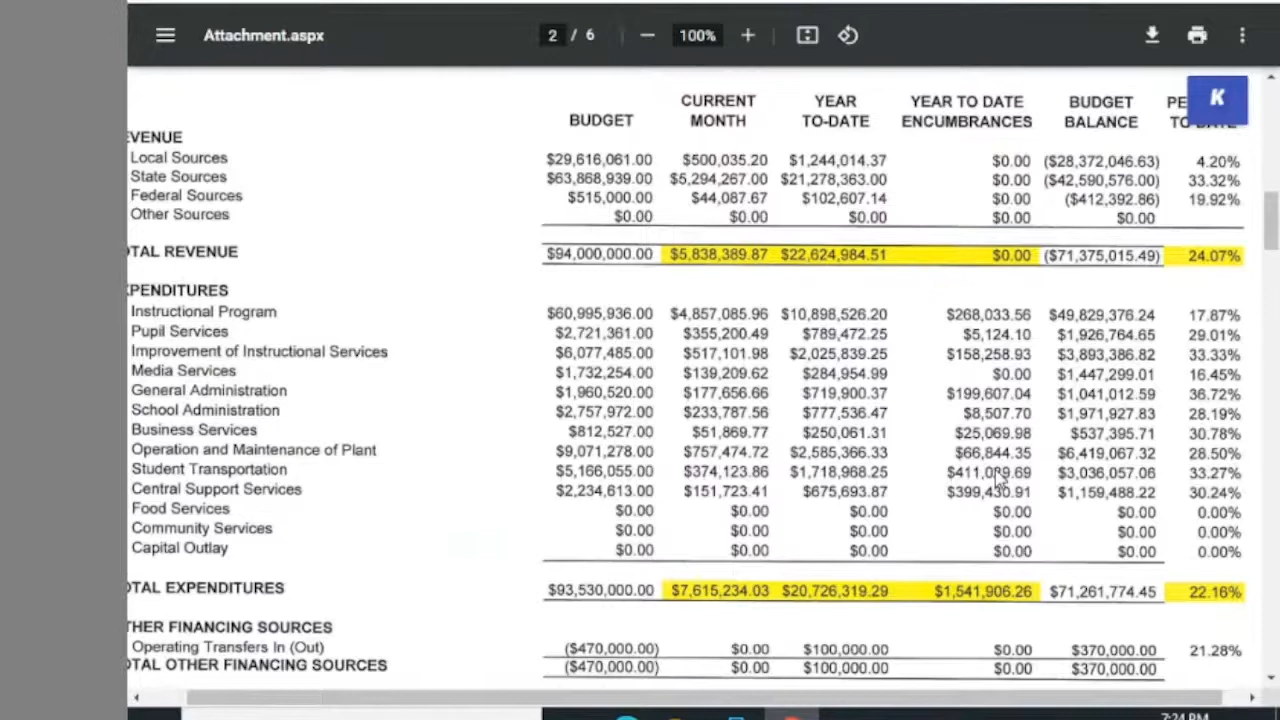 Attachment.aspx 2 / 6 100%
CURRENT YEAR YEAR TO DATE BUDGET PE K
BUDGET MONTH TO-DATE ENCUMBRANCES BALANCE TO DATE
EVENUE
Local Sources $29,616,061.00 $500,035.20 $1,244,014.37 $0.00 ($28,372,046.63) 4.20%
State Sources $63,868,939.00 $5,294,267.00 $21,278,363.00 $0.00 ($42,590,576.00) 33.32%
Federal Sources $515,000.00 $44,087.67 $102,607.14 $0.00 ($412,392.86) 19.92%
Other Sources $0.00 $0.00 $0.00 $0.00 $0.00
OTAL REVENUE $94,000,000.00 $5,838,389.87 $22,624,984.51 $0.00 ($71,375,015.49) 24.07%
XPENDITURES
Instructional Program $60,995,936.00 $4,857,085.96 $10,898,526.20 $268,033.56 $49,829,376.24 17.87%
Pupil Services $2,721,361.00 $355,200.49 $789,472.25 $5,124.10 $1,926,764.65 29.01%
Improvement of Instructional Services $6,077,485.00 $517,101.98 $2,025,839.25 $158,258.93 $3,893,386.82 33.33%
Media Services $1,732,254.00 $139,209.62 $284,954.99 $0.00 $1,447,299.01 16.45%
General Administration $1,960,520.00 $177,656.66 $719,900.37 $199,607.04 $1,041,012.59 36.72%
School Administration $2,757,972.00 $233,787.56 $777,536.47 $8,507.70 $1,971,927.83 28.19%
Business Services $812,527.00 $51,869.77 $250,061.31 $25,069.98 $537,395.71 30.78%
Operation and Maintenance of Plant $9,071,278.00 $757,474.72 $2,585,366.33 $66,844.35 $6,419,067.32 28.50%
Student Transportation $5,166,055.00 $374,123.86 $1,718,968.25 $3,036,057.06 33.27%
Central Support Services $2,234,613.00 $151,723.41 $675,693.87 $399,430.91 $1,159,488.22 30.24%
Food Services $0.00 $0.00 $0.00 $0.00 $0.00 0.00%
Community Services $0.00 $0.00 $0.00 $0.00 $0.00 0.00%
Capital Outlay $0.00 $0.00 $0.00 $0.00 $0.00 0.00%
OTAL EXPENDITURES $93,530,000.00 $7,615,234.03 $20,726,319.29 $1,541,906.26 $71,261,774.45 22.16%
THER FINANCING SOURCES
Operating Transfers In (Out) ($470,000.00) $0.00 $100,000.00 $0.00 $370,000.00 21.28%
OTAL OTHER FINANCING SOURCES ($470,000.00) $0.00 $100,000.00 $0.00 $370,000.00
7:24 PM